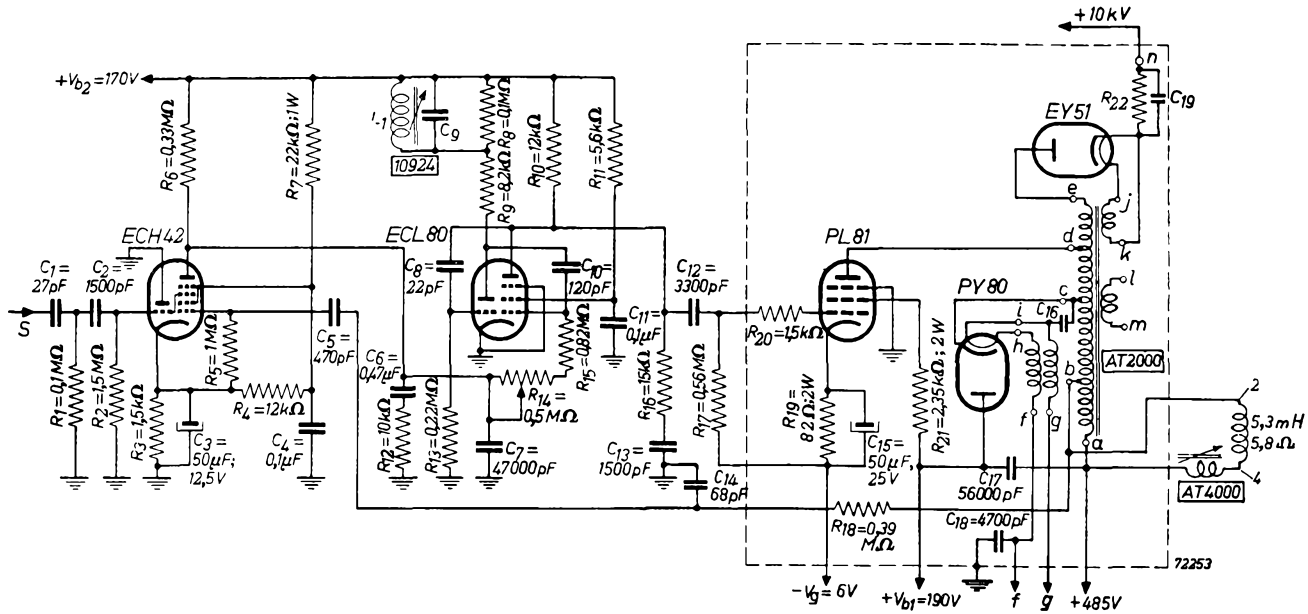 +10 kV
n
+Vb2=170V
R6=0,33MΩ
R7=22kΩ;1W
L1
C9
10924
R8=0,1MΩ
R9=8,2kΩ
R10=12kΩ
R11=5,6kΩ
EY51
R22
C19
e
j
k
d
ECH42
ECL80
PL81
PY80
C1=
27pF
C2=
1500pF
C8=
22pF
C10=
120pF
C12=
3300pF
c
C16
i
h
l
m
S
R20=1,5kΩ
AT2000
b
C5=
470pF
C11=
0,1μF
R5=1MΩ
C6=
0,47μF
R15=0,82MΩ
R14=
0,5MΩ
R1=0,1MΩ
R2=1,5MΩ
R3=1,5kΩ
R4=12kΩ
C3=
50μF;
12,5V
C4=
0,1μF
R12=10kΩ
R13=0,22MΩ
C7=
47000pF
R16=15kΩ
R17=0,56MΩ
C13=
1500pF
C14
68pF
R19=
82Ω;2W
C15=
50μF,
25V
R21=2,35kΩ;2W
f
g
a
2
5,3mH
5,8Ω
4
AT4000
C17
56000pF
R18=0,39
MΩ
C18=4700pF
72253
-Vg=6V
+Vb1=190V
f
g
+485V